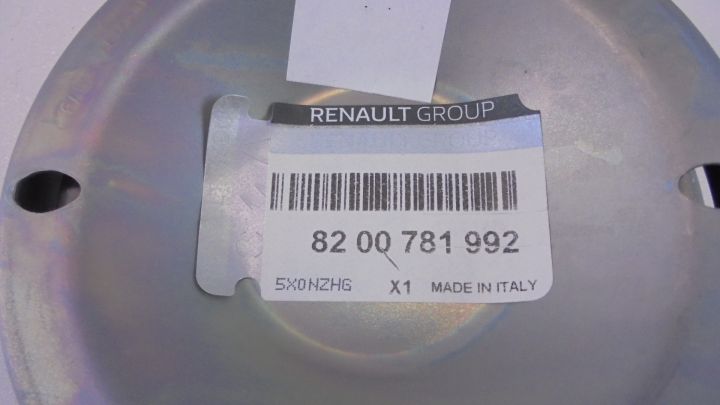 RENAULT GROUP
82 00 781 992
5X0NZHG X1 MADE IN ITALY